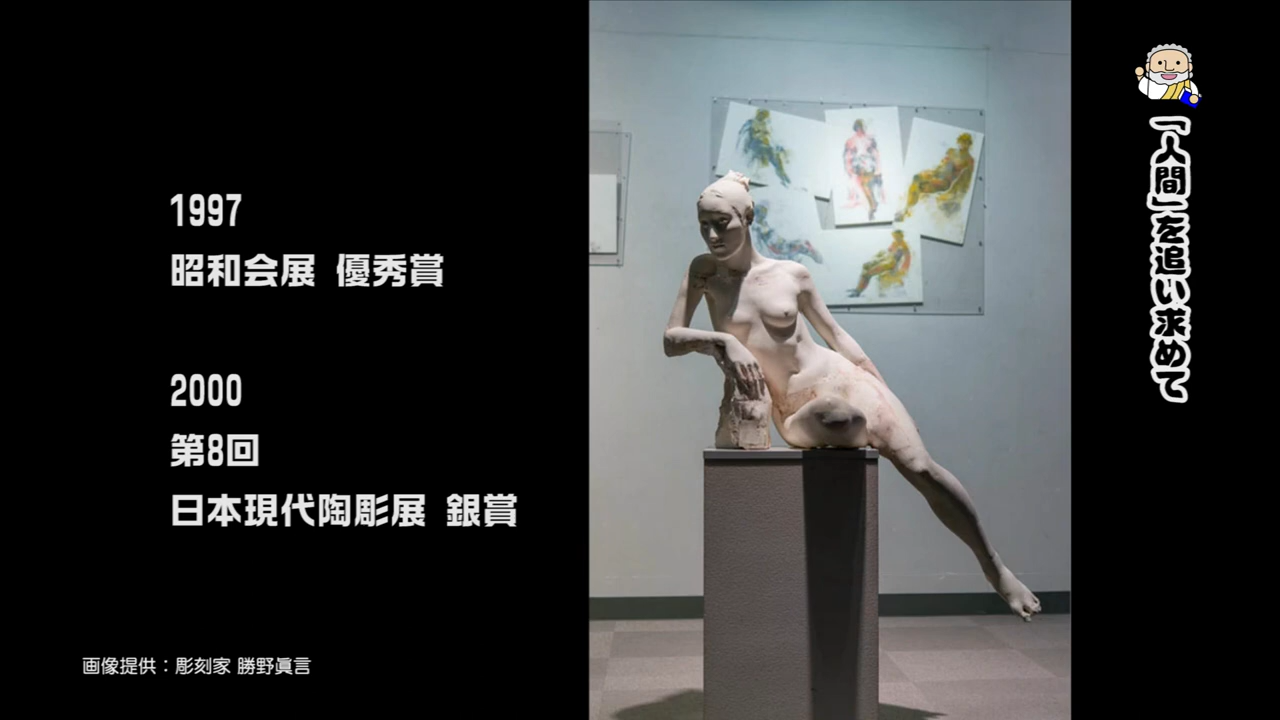 1997
昭和会展 優秀賞
2000
第8回
日本現代陶彫展 銀賞
画像提供：彫刻家 勝野眞言
「人間」を追い求めて